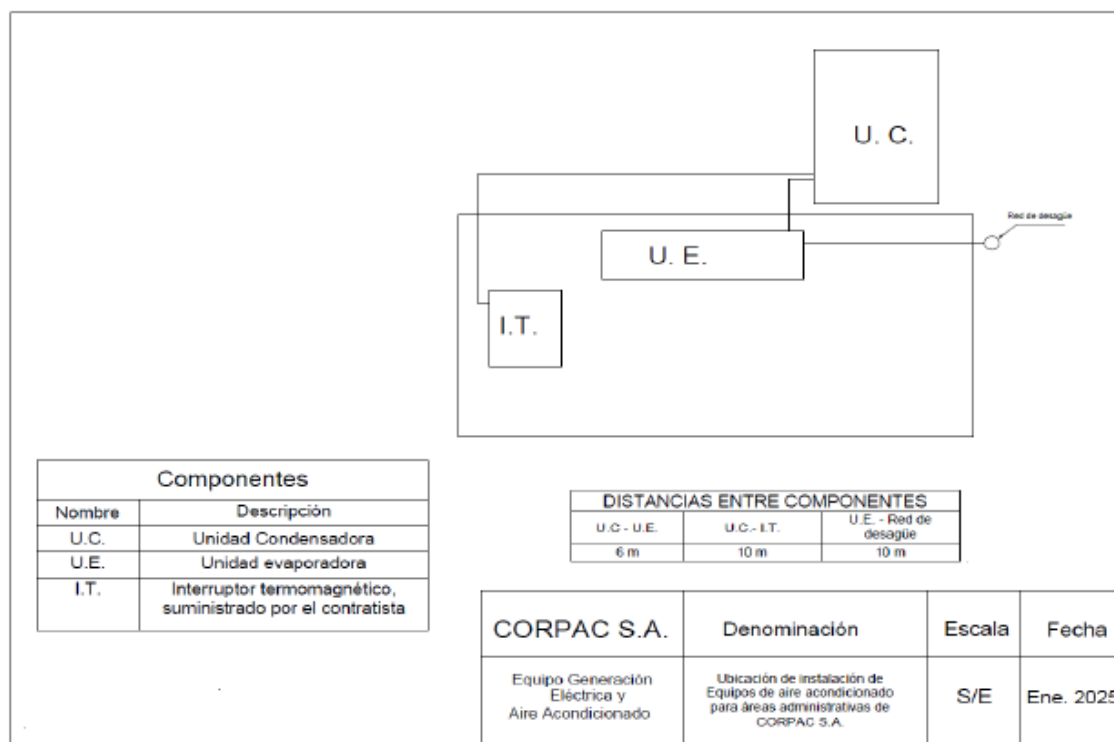 U. C.
Red de desagüe
U. E.
I.T.
Componentes
Nombre Descripción
U.C. Unidad Condensadora
U.E. Unidad evaporadora
I.T. Interruptor termomagnético,
suministrado por el contratista
DISTANCIAS ENTRE COMPONENTES
U.C - U.E. U.C.- I.T. U.E. - Red de
desagüe
6 m 10 m 10 m
CORPAC S.A. Denominación Escala Fecha
Equipo Generación
Eléctrica y
Aire Acondicionado
Ubicación de instalación de
Equipos de aire acondicionado
para áreas administrativas de
CORPAC S.A.
S/E Ene. 2025